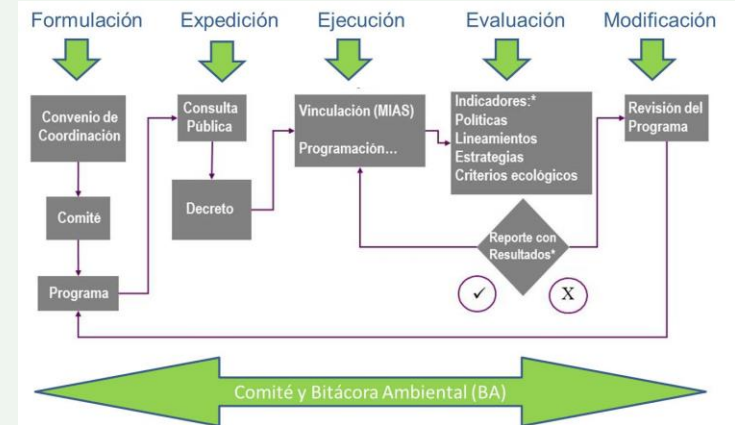 Formulación
Expedición
Ejecución
Evaluación
Modificación
Convenio de
Coordinación
Comité
Programa
Consulta
Pública
Decreto
Vinculación (MIAS)
Programación...
Indicadores:*
Políticas
Lineamientos
Estrategias
Criterios ecológicos
Reporte con
Resultados*
✓
X
Revisión del
Programa
Comité y Bitácora Ambiental (BA)